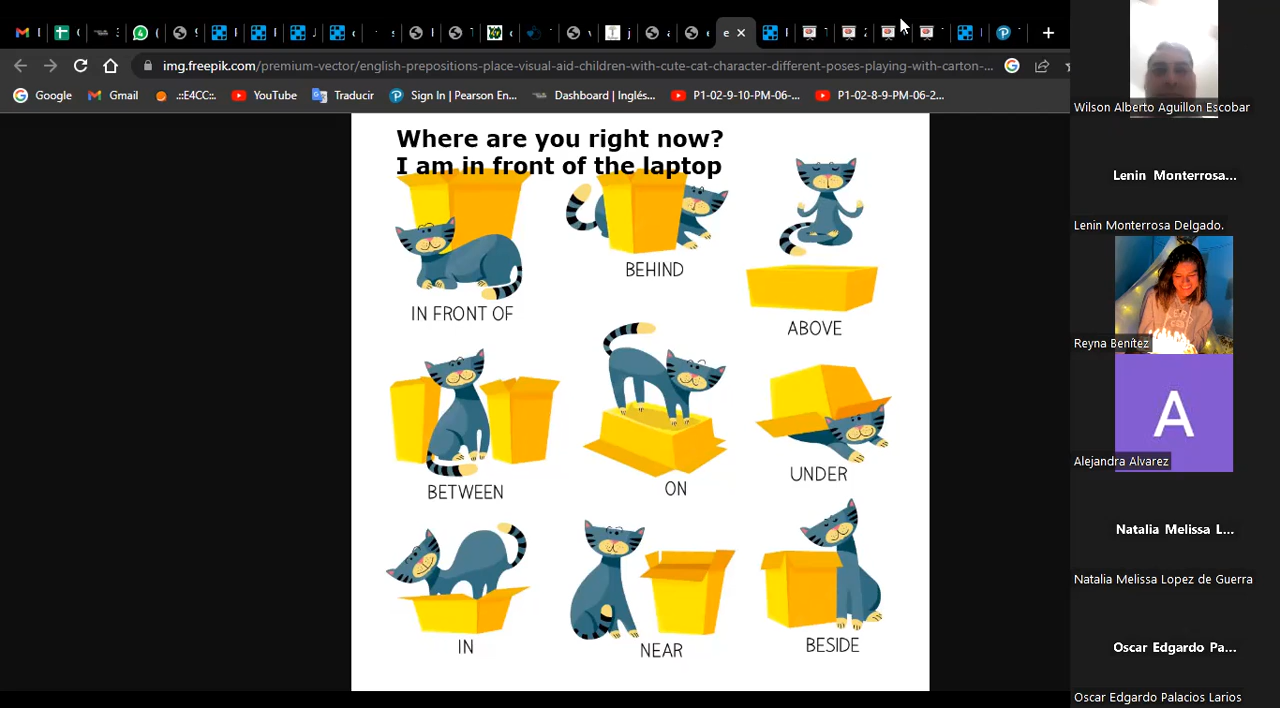 img.freepik.com/premium-vector/english-prepositions-place-visual-aid-children-with-cute-cat-character-different-poses-playing-with-carton-...
Google
Gmail
.::E4CC::.
YouTube
Traducir
Sign In | Pearson En...
Dashboard | Inglés...
P1-02-9-10-PM-06-...
P1-02-8-9-PM-06-2...
Where are you right now?
I am in front of the laptop
IN FRONT OF
BEHIND
ABOVE
BETWEEN
ON
UNDER
IN
NEAR
BESIDE
Wilson Alberto Aguillon Escobar
Lenin Monterrosa...
Lenin Monterrosa Delgado.
Reyna Benítez
A
Alejandra Alvarez
Natalia Melissa L...
Natalia Melissa Lopez de Guerra
Oscar Edgardo Pa...
Oscar Edgardo Palacios Larios